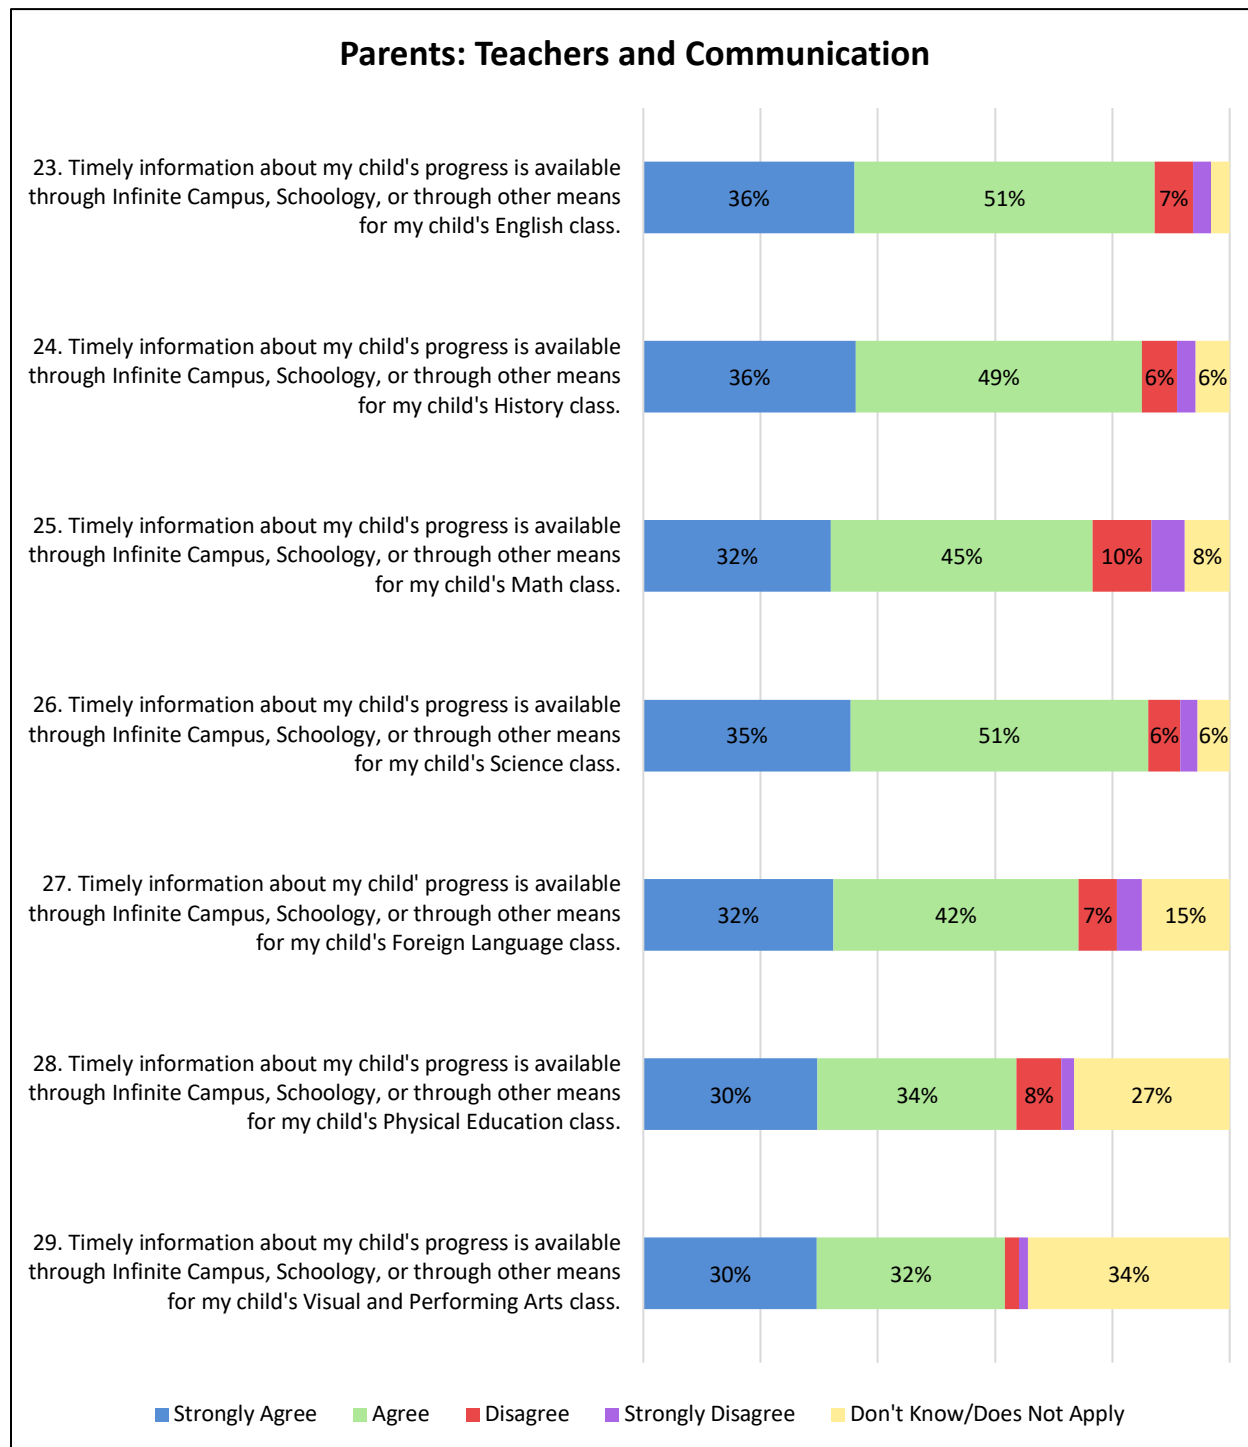 Parents: Teachers and Communication
23. Timely information about my child's progress is available
through Infinite Campus, Schoology, or through other means
for my child's English class.
36%
51%
7%
24. Timely information about my child's progress is available
through Infinite Campus, Schoology, or through other means
for my child's History class.
36%
49%
6%
6%
25. Timely information about my child's progress is available
through Infinite Campus, Schoology, or through other means
for my child's Math class.
32%
45%
10%
8%
26. Timely information about my child's progress is available
through Infinite Campus, Schoology, or through other means
for my child's Science class.
35%
51%
6%
6%
27. Timely information about my child' progress is available
through Infinite Campus, Schoology, or through other means
for my child's Foreign Language class.
32%
42%
7%
15%
28. Timely information about my child's progress is available
through Infinite Campus, Schoology, or through other means
for my child's Physical Education class.
30%
34%
8%
27%
29. Timely information about my child's progress is available
through Infinite Campus, Schoology, or through other means
for my child's Visual and Performing Arts class.
30%
32%
34%
Strongly Agree
Agree
Disagree
Strongly Disagree
Don't Know/Does Not Apply